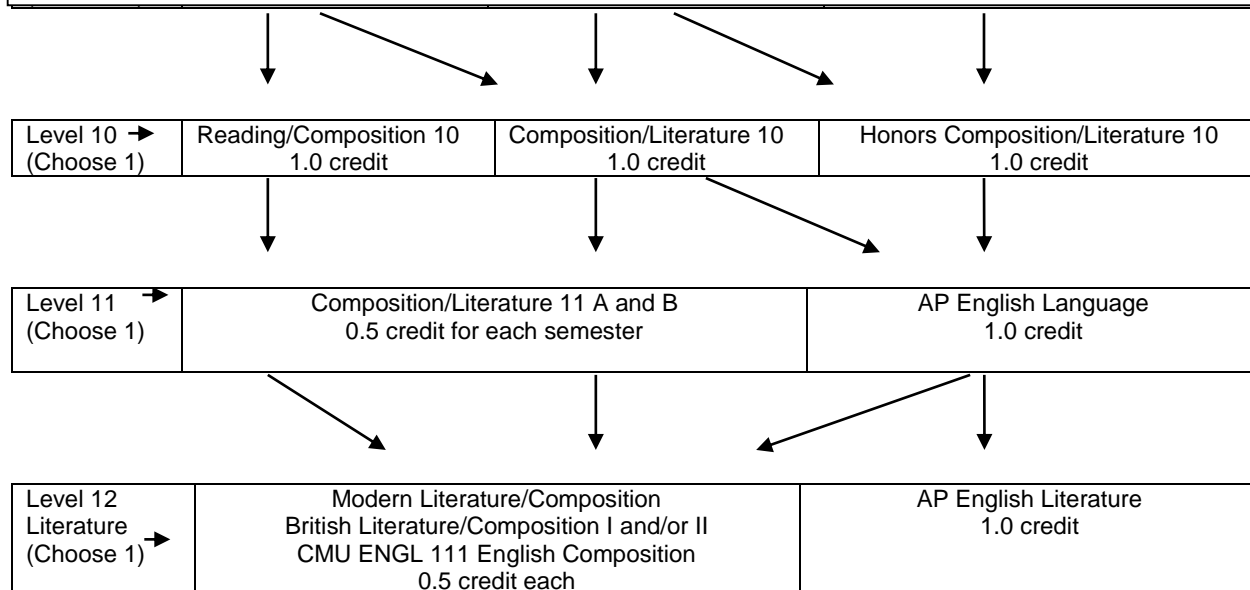 Level 10 → Reading/Composition 10 Composition/Literature 10 Honors Composition/Literature 10
(Choose 1) 1.0 credit 1.0 credit 1.0 credit
Level 11 → Composition/Literature 11 A and B AP English Language
(Choose 1) 0.5 credit for each semester 1.0 credit
Level 12 Modern Literature/Composition AP English Literature
Literature British Literature/Composition I and/or II 1.0 credit
(Choose 1) → CMU ENGL 111 English Composition
0.5 credit each